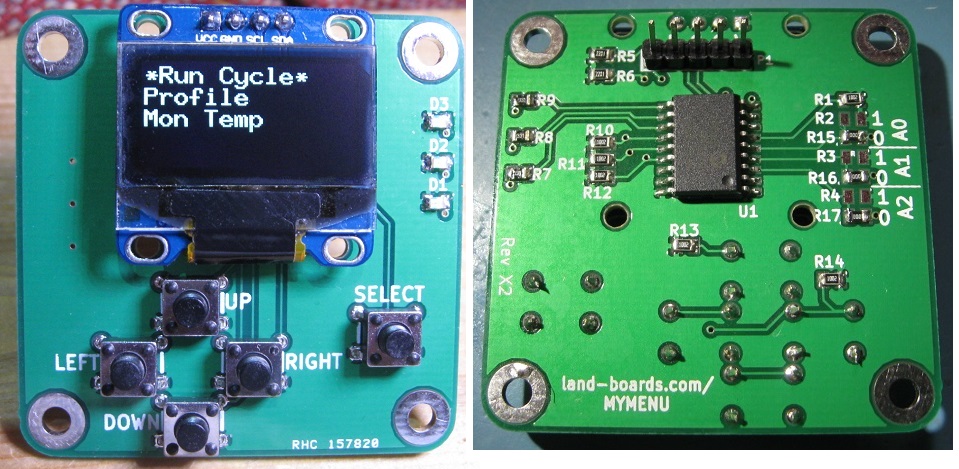 VCC GND SCL SDA
*Run Cycle*
Profile
Mon Temp
D3
D2
D1
UP
SELECT
LEFT
RIGHT
DOWN
RHC 157820
P1
R5
R6
R9
R8
R7
R10
R11
R12
U1
R1
R2 1
R15 0
A0
R3 1
R16 0
A1
R4 1
R17 0
A2
R13
R14
Rev X2
land-boards.com/
MYMENU